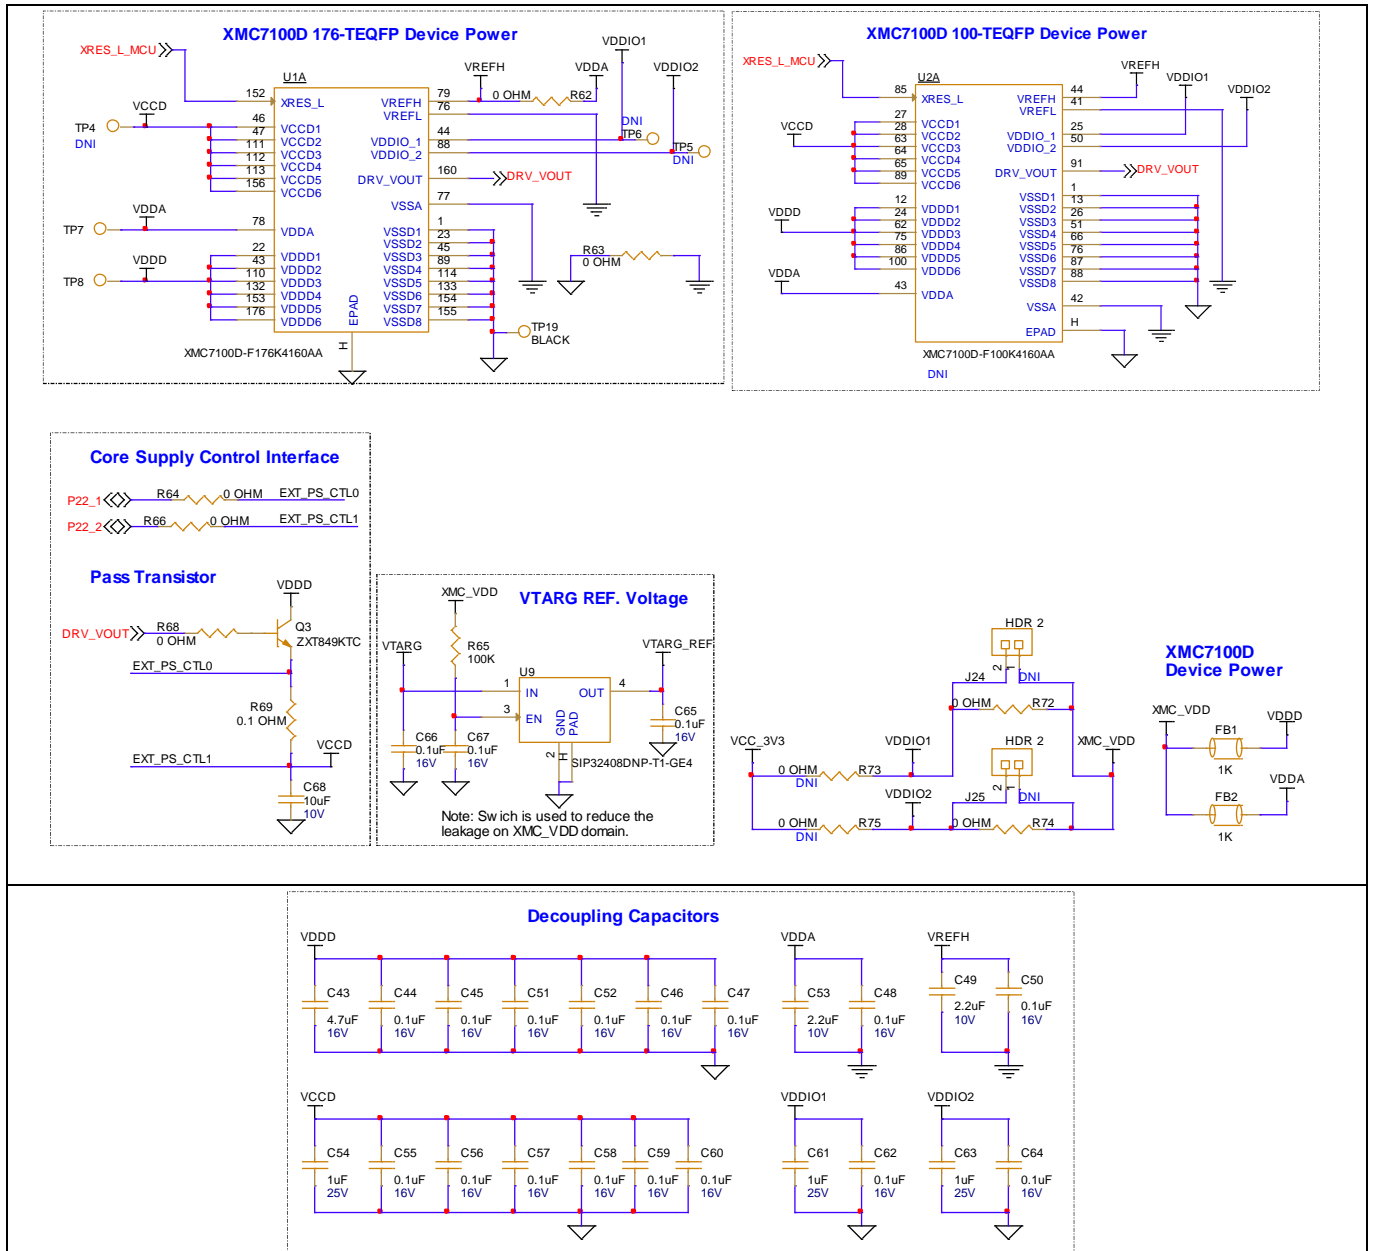 XMC7100D 176-TEQFP Device Power
XRES_L_MCU
VDDIO1
VREFH
VDDA
VDDIO2
U1A
152
XRES_L
VREFH
79
0 OHM
R62
VREFL
76
VCCD
TP4
DNI
46
VCCD1
47
VCCD2
111
VCCD3
112
VCCD4
113
VCCD5
156
VCCD6
VDDIO_1
44
DNI
TP6
VDDIO_2
88
TP5
DNI
DRV_VOUT
160
DRV_VOUT
VSSA
77
TP7
VDDA
78
VDDA
VSSD1
1
VSSD2
23
VSSD3
45
VSSD4
89
VSSD5
114
VSSD6
133
VSSD7
154
VSSD8
155
R63
0 OHM
TP8
VDDD
22
VDDD1
43
VDDD2
110
VDDD3
132
VDDD4
153
VDDD5
176
VDDD6
EPAD
H
TP19
BLACK
XMC7100D-F176K4160AA
XMC7100D 100-TEQFP Device Power
XRES_L_MCU
VREFH
VDDIO1
VDDIO2
U2A
85
XRES_L
VREFH
44
VREFL
41
VCCD
27
VCCD1
28
VCCD2
63
VCCD3
64
VCCD4
65
VCCD5
89
VCCD6
VDDIO_1
25
VDDIO_2
50
DRV_VOUT
91
DRV_VOUT
VDDD
12
VDDD1
24
VDDD2
62
VDDD3
75
VDDD4
86
VDDD5
100
VDDD6
VSSD1
1
VSSD2
13
VSSD3
26
VSSD4
51
VSSD5
66
VSSD6
76
VSSD7
87
VSSD8
88
VDDA
43
VDDA
VSSA
42
EPAD
H
XMC7100D-F100K4160AA
DNI
Core Supply Control Interface
P22_1
R64
0 OHM
EXT_PS_CTL0
P22_2
R66
0 OHM
EXT_PS_CTL1
Pass Transistor
VDDD
DRV_VOUT
R68
0 OHM
Q3
ZXT849KTC
EXT_PS_CTL0
R69
0.1 OHM
VCCD
EXT_PS_CTL1
C68
10uF
10V
XMC_VDD
VTARG REF. Voltage
VTARG
R65
100K
VTARG_REF
U9
1
IN
OUT
4
3
EN
GND
PAD
2
H
SIP32408DNP-T1-GE4
C66
0.1uF
16V
C67
0.1uF
16V
C65
0.1uF
16V
Note: Swich is used to reduce the
leakage on XMC_VDD domain.
HDR 2
2
1
J24
DNI
0 OHM
R72
VCC_3V3
VDDIO1
HDR 2
XMC_VDD
0 OHM
R73
DNI
VDDIO2
2
1
J25
DNI
0 OHM
R75
DNI
0 OHM
R74
XMC7100D
Device Power
XMC_VDD
FB1
VDDD
1K
VDDA
FB2
1K
Decoupling Capacitors
VDDD
VDDA
VREFH
C43
4.7uF
16V
C44
0.1uF
16V
C45
0.1uF
16V
C51
0.1uF
16V
C52
0.1uF
16V
C46
0.1uF
16V
C47
0.1uF
16V
C53
2.2uF
10V
C48
0.1uF
16V
C49
2.2uF
10V
C50
0.1uF
16V
VCCD
VDDIO1
VDDIO2
C54
1uF
25V
C55
0.1uF
16V
C56
0.1uF
16V
C57
0.1uF
16V
C58
0.1uF
16V
C59
0.1uF
16V
C60
0.1uF
16V
C61
1uF
25V
C62
0.1uF
16V
C63
1uF
25V
C64
0.1uF
16V